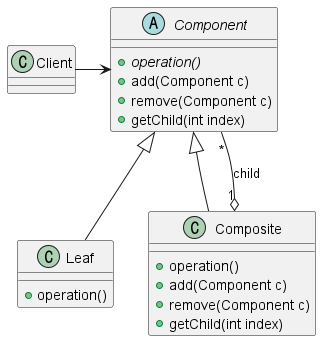 A Component
operation()
add(Component c)
remove(Component c)
getChild(int index)
C Client
*
child
1
C Leaf
operation()
C Composite
operation()
add(Component c)
remove(Component c)
getChild(int index)